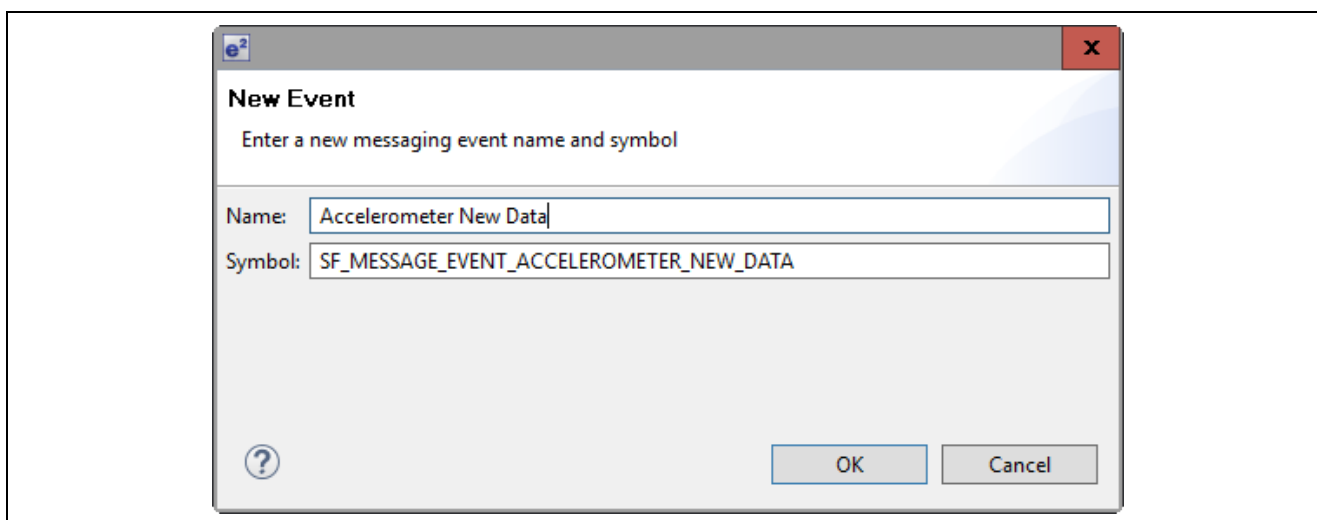 e²
x
New Event
Enter a new messaging event name and symbol
Name: Accelerometer New Data
Symbol: SF_MESSAGE_EVENT_ACCELEROMETER_NEW_DATA
?
OK Cancel